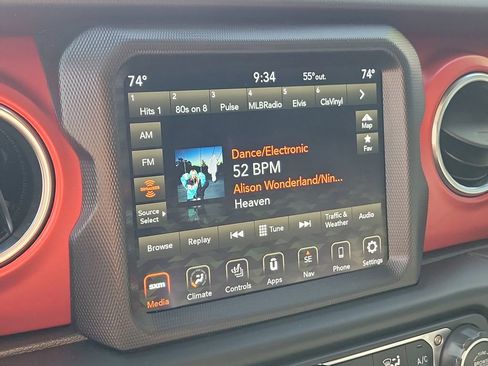 74° 9:34 55°out. 74°
1 2 3 4 5 6
Hits 1 80s on 8 Pulse MLBRadio Elvis ClsVinyl
AM
FM
Source
Select
Dance/Electronic
52 BPM
Alison Wonderland/Nin...
Heaven
Map
Fav
Browse Replay Tune Traffic &
Weather Audio
sxm SE
Media Climate Controls Apps Nav Phone Settings
A/C